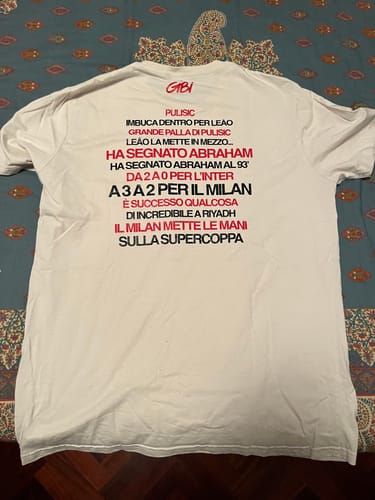 GTBV
PULISIC
IMBUCA DENTRO PER LEAO
GRANDE PALLA DI PULISIC
LEÃO LA METTE IN MEZZO...
HA SEGNATO ABRAHAM
HA SEGNATO ABRAHAM AL 93'
DA 2 A 0 PER L'INTER
A 3 A 2 PER IL MILAN
È SUCCESSO QUALCOSA
DI INCREDIBILE A RIYADH
IL MILAN METTE LE MANI
SULLA SUPERCOPPA